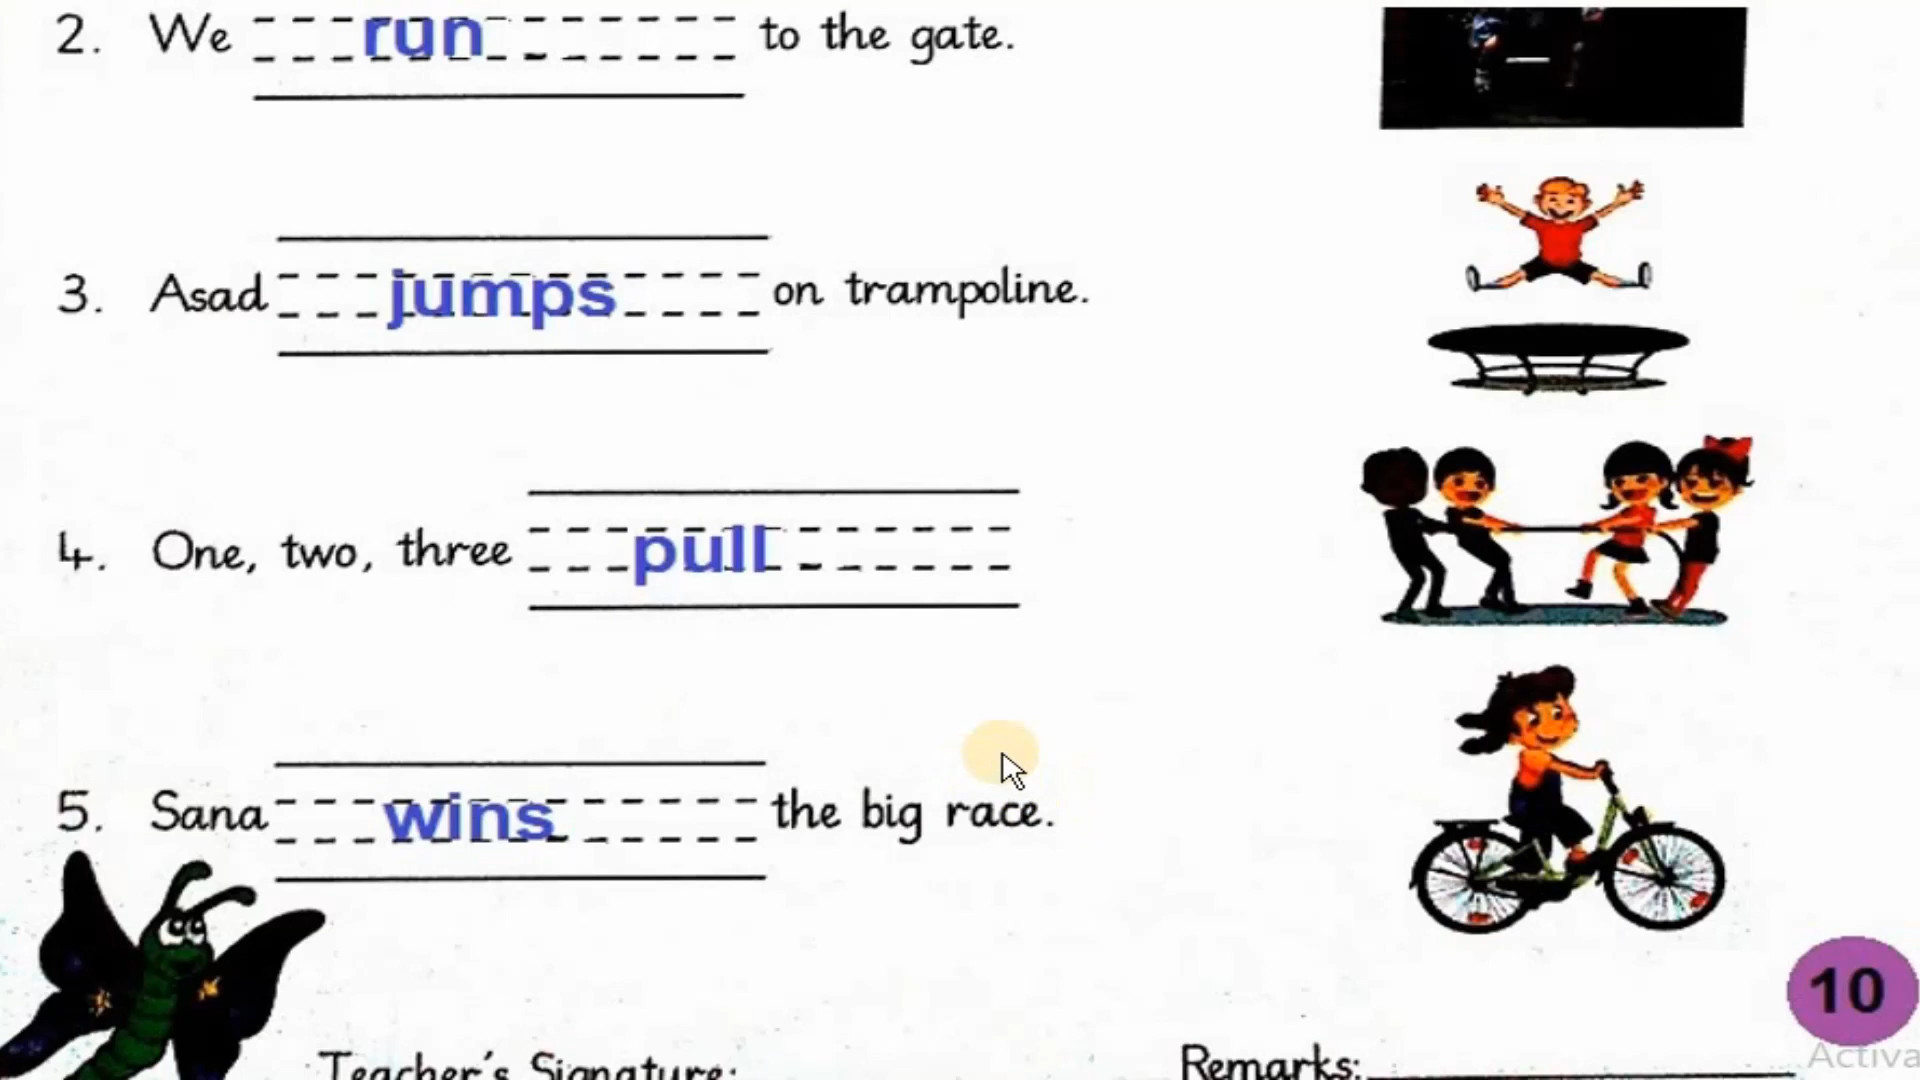 2. We run to the gate.
3. Asad jumps on trampoline.
4. One, two, three pull
5. Sana wins the big race.
10
Activa
Teacher's Signature:
Remarks: